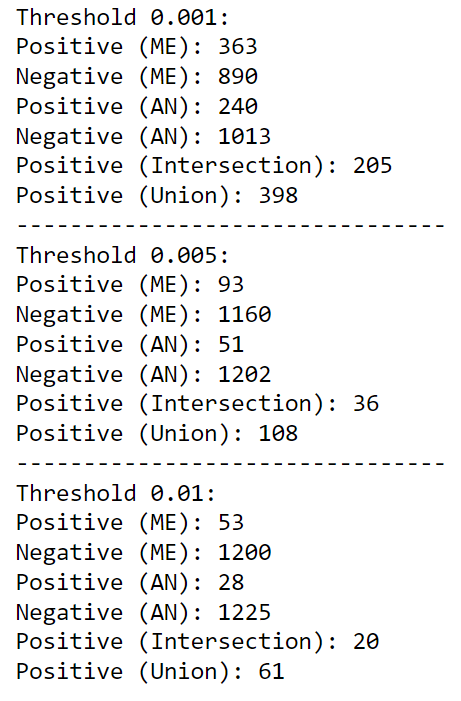 Threshold 0.001:
Positive (ME): 363
Negative (ME): 890
Positive (AN): 240
Negative (AN): 1013
Positive (Intersection): 205
Positive (Union): 398
--------------------------------
Threshold 0.005:
Positive (ME): 93
Negative (ME): 1160
Positive (AN): 51
Negative (AN): 1202
Positive (Intersection): 36
Positive (Union): 108
--------------------------------
Threshold 0.01:
Positive (ME): 53
Negative (ME): 1200
Positive (AN): 28
Negative (AN): 1225
Positive (Intersection): 20
Positive (Union): 61